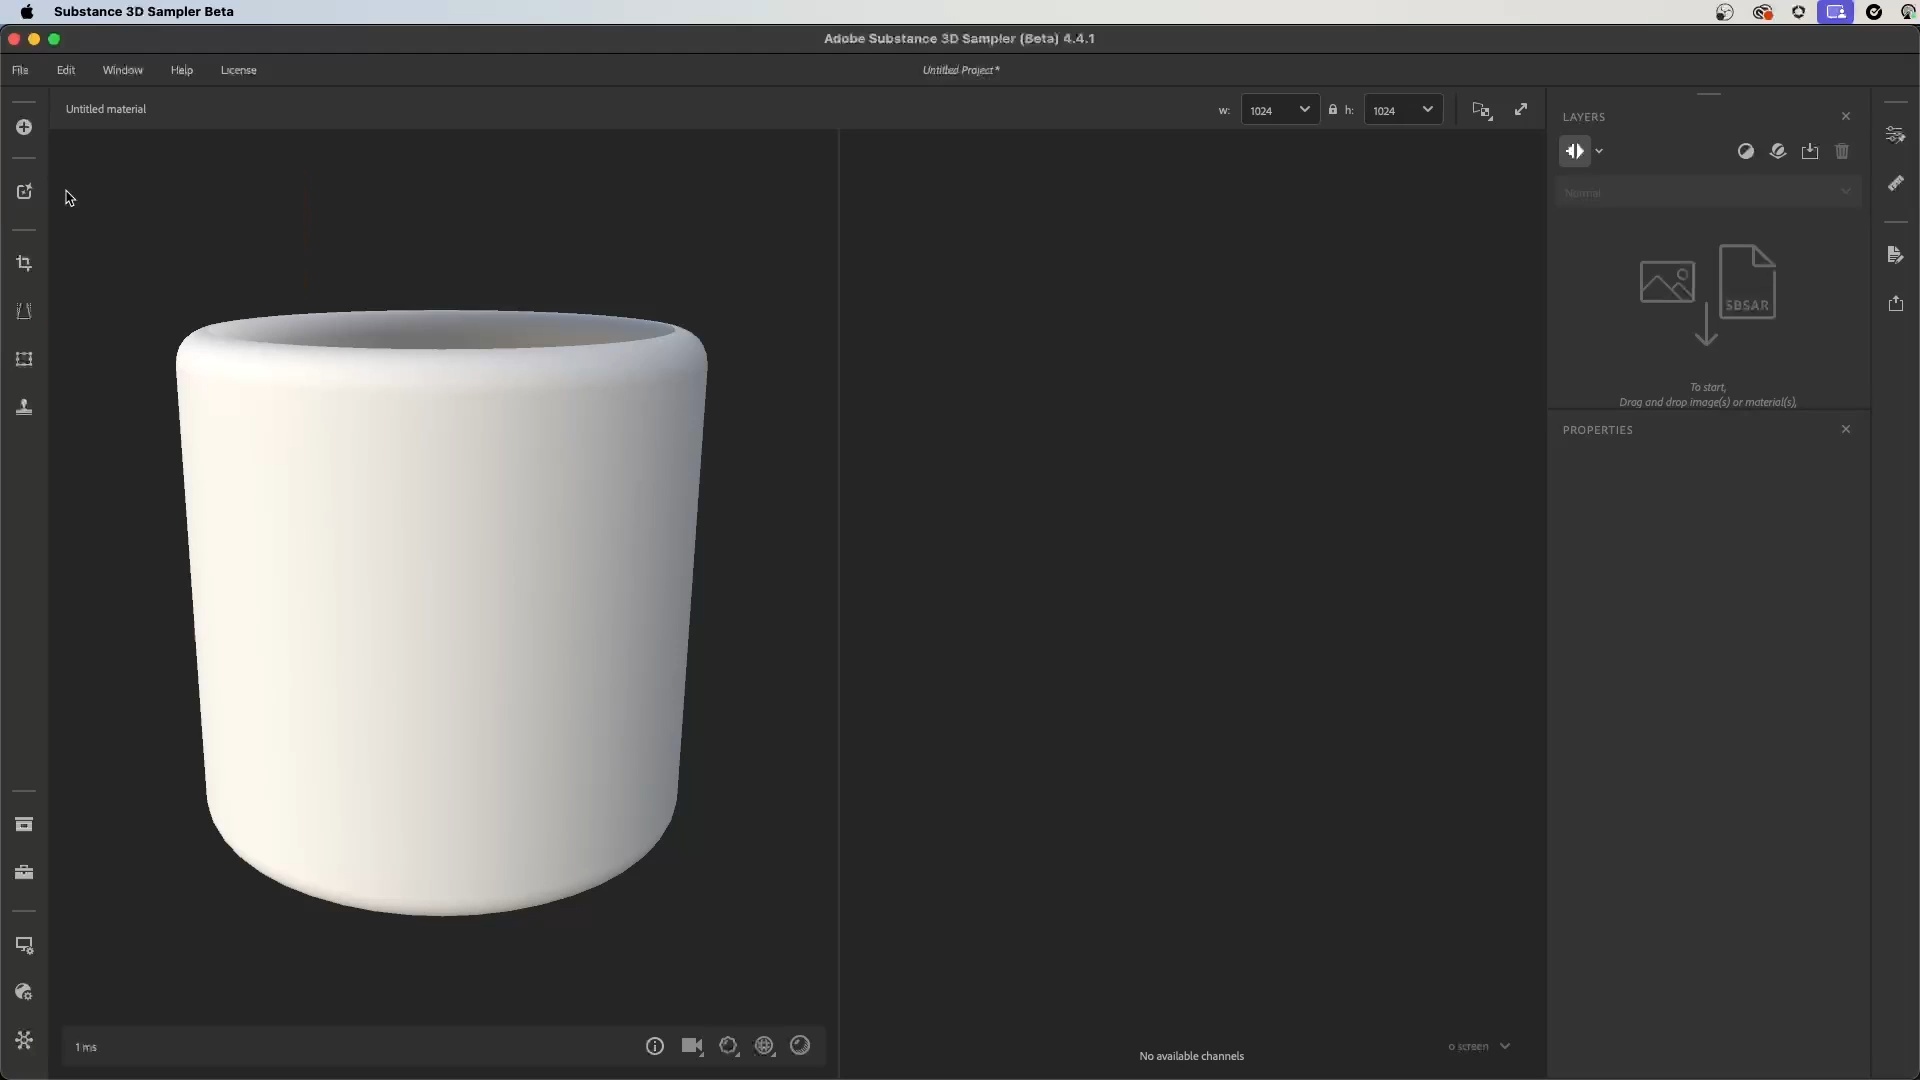 Substance 3D Sampler Beta
Adobe Substance 3D Sampler (Beta) 4.4.1
File Edit Window Help License
Untitled Project*
Untitled material
w: 1024 h: 1024
LAYERS
Normal
SBSAR
To start,
Drag and drop image(s) or material(s),
PROPERTIES
1 ms
No available channels
o screen